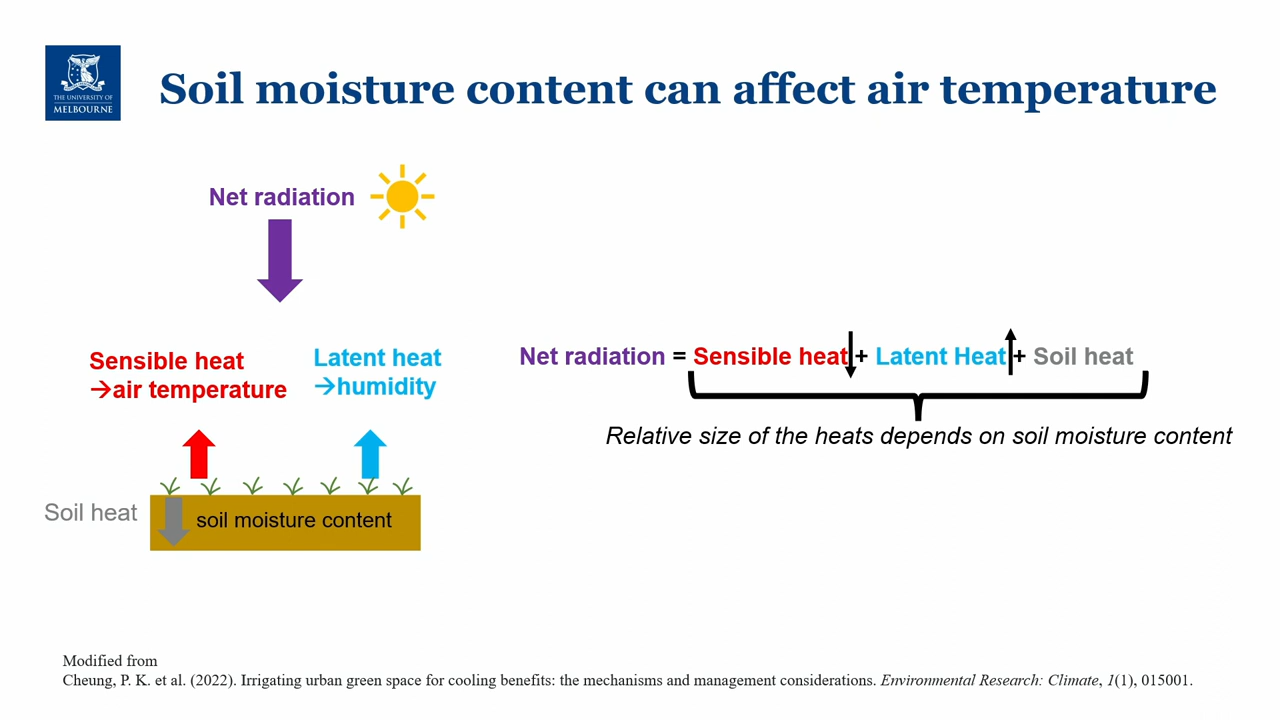 THE UNIVERSITY OF
MELBOURNE
Soil moisture content can affect air temperature
Net radiation
Sensible heat
→air temperature
Latent heat
→humidity
Soil heat
soil moisture content
Net radiation = Sensible heat + Latent Heat + Soil heat
Relative size of the heats depends on soil moisture content
Modified from
Cheung, P. K. et al. (2022). Irrigating urban green space for cooling benefits: the mechanisms and management considerations. Environmental Research: Climate, 1(1), 015001.